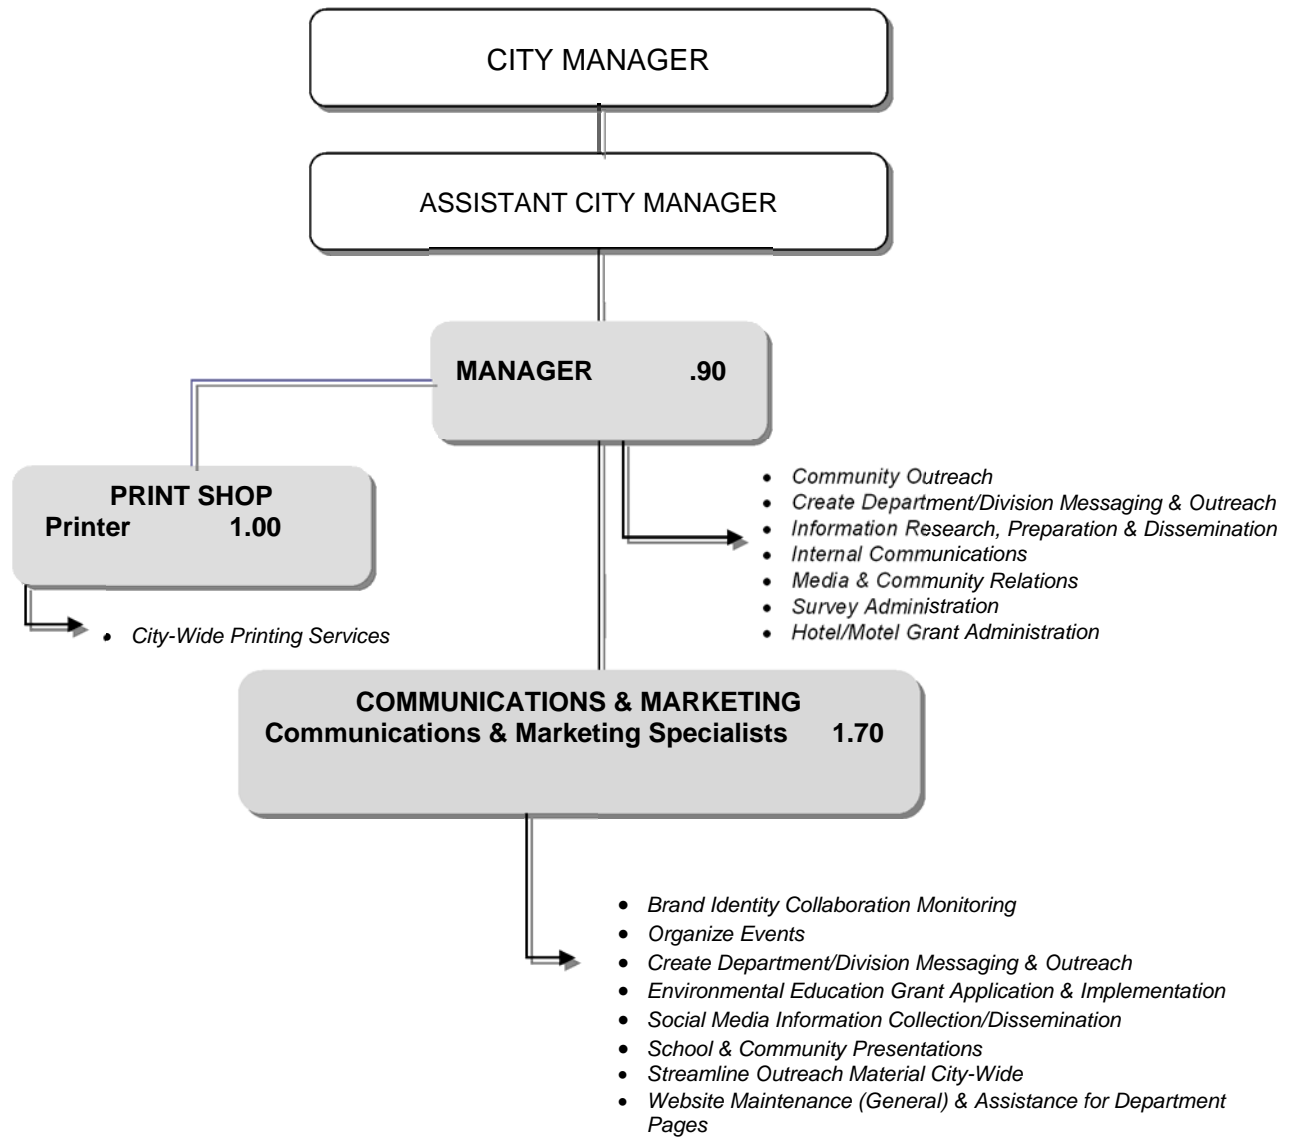 CITY MANAGER
ASSISTANT CITY MANAGER
MANAGER .90
PRINT SHOP
Printer 1.00
• City-Wide Printing Services
• Community Outreach
• Create Department/Division Messaging & Outreach
• Information Research, Preparation & Dissemination
• Internal Communications
• Media & Community Relations
• Survey Administration
• Hotel/Motel Grant Administration
COMMUNICATIONS & MARKETING
Communications & Marketing Specialists 1.70
• Brand Identity Collaboration Monitoring
• Organize Events
• Create Department/Division Messaging & Outreach
• Environmental Education Grant Application & Implementation
• Social Media Information Collection/Dissemination
• School & Community Presentations
• Streamline Outreach Material City-Wide
• Website Maintenance (General) & Assistance for Department
Pages